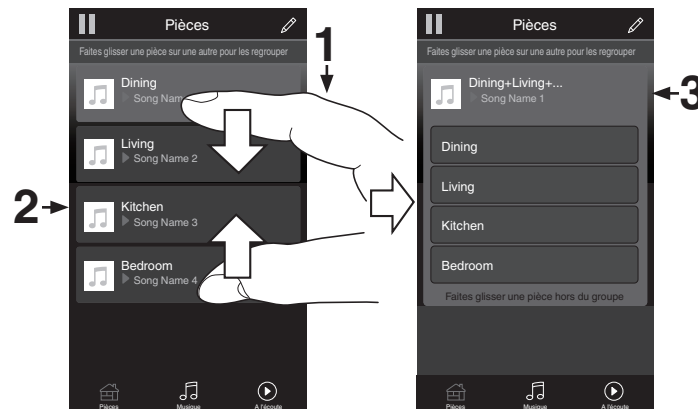 Pièces
Faites glisser une pièce sur une autre pour les regrouper
1
Dining
Song Nam
Living
Song Name 2
2
Kitchen
Song Name 3
Bedroom
Song Name 4
Pièces
Musique
A l'écoute
Pièces
Faites glisser une pièce sur une autre pour les regrouper
Dining+Living+...
Song Name 1
3
Dining
Living
Kitchen
Bedroom
Faites glisser une pièce hors du groupe
Pièces
Musique
A l'écoute